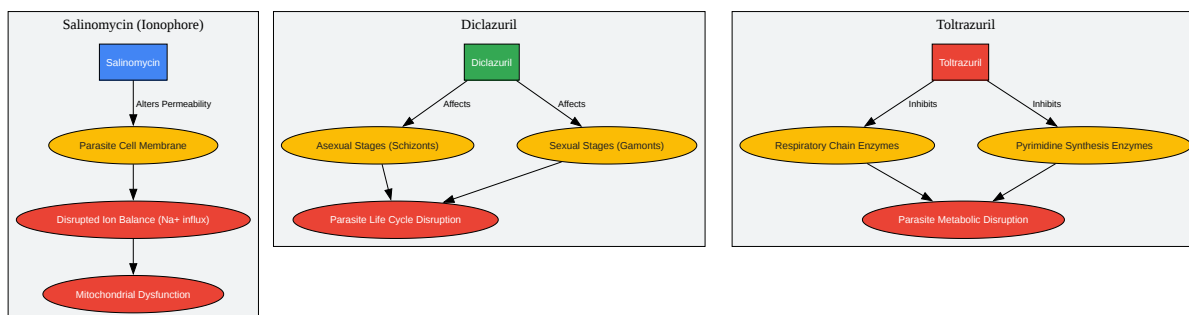 Salinomycin (Ionophore)
Salinomycin
Alters Permeability
Parasite Cell Membrane
Disrupted Ion Balance (Na+ influx)
Mitochondrial Dysfunction
Diclazuril
Diclazuril
Affects
Affects
Asexual Stages (Schizonts)
Sexual Stages (Gamonts)
Parasite Life Cycle Disruption
Toltrazuril
Toltrazuril
Inhibits
Inhibits
Respiratory Chain Enzymes
Pyrimidine Synthesis Enzymes
Parasite Metabolic Disruption